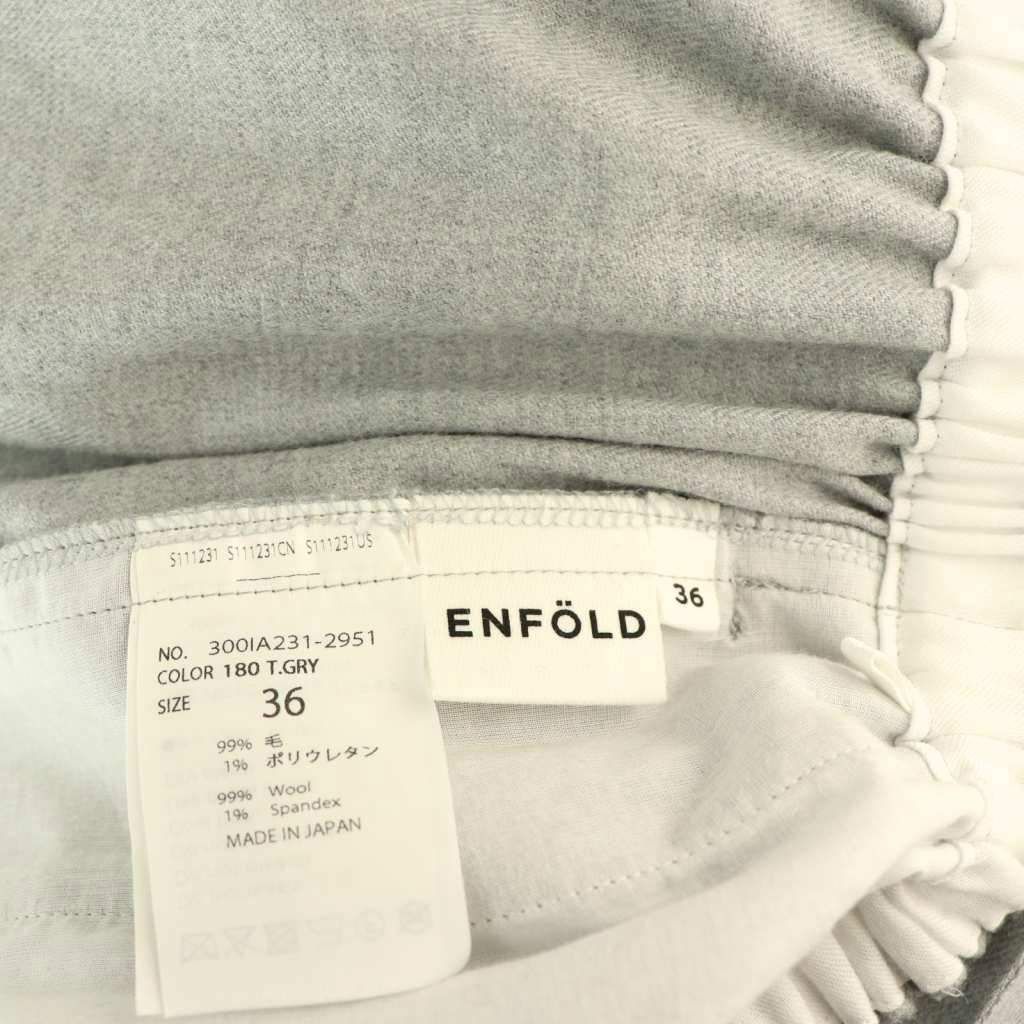 S111231 S111231CN S111231US
NO. 300IA231-2951
COLOR 180 T.GRY
SIZE 36
99% 毛
1% ポリウレタン
99% Wool
1% Spandex
MADE IN JAPAN
ENFÖLD
36